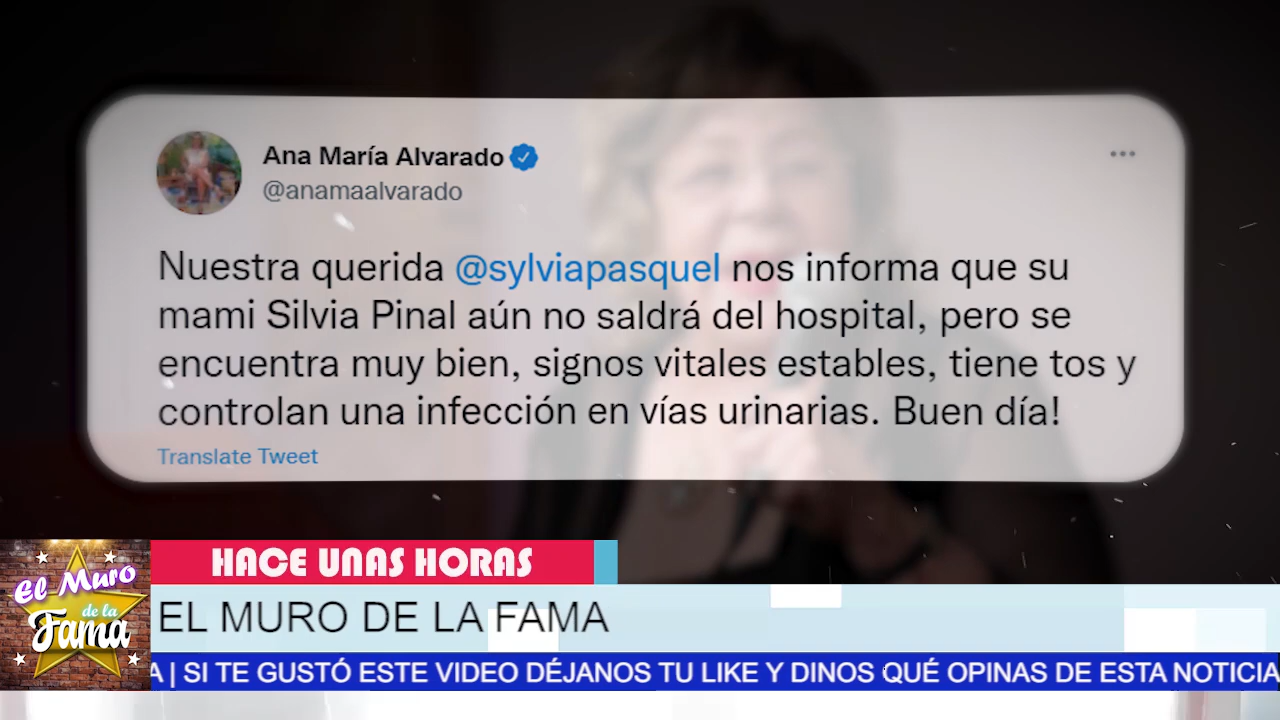 Ana María Alvarado
@anamaalvarado
Nuestra querida @sylviapasquel nos informa que su
mami Silvia Pinal aún no saldrá del hospital, pero se
encuentra muy bien, signos vitales estables, tiene tos y
controlan una infección en vías urinarias. Buen día!
Translate Tweet
HACE UNAS HORAS
El Muro
de la
Fama
EL MURO DE LA FAMA
A | SI TE GUSTÓ ESTE VIDEO DÉJANOS TU LIKE Y DINOS QUÉ OPINAS DE ESTA NOTICIA